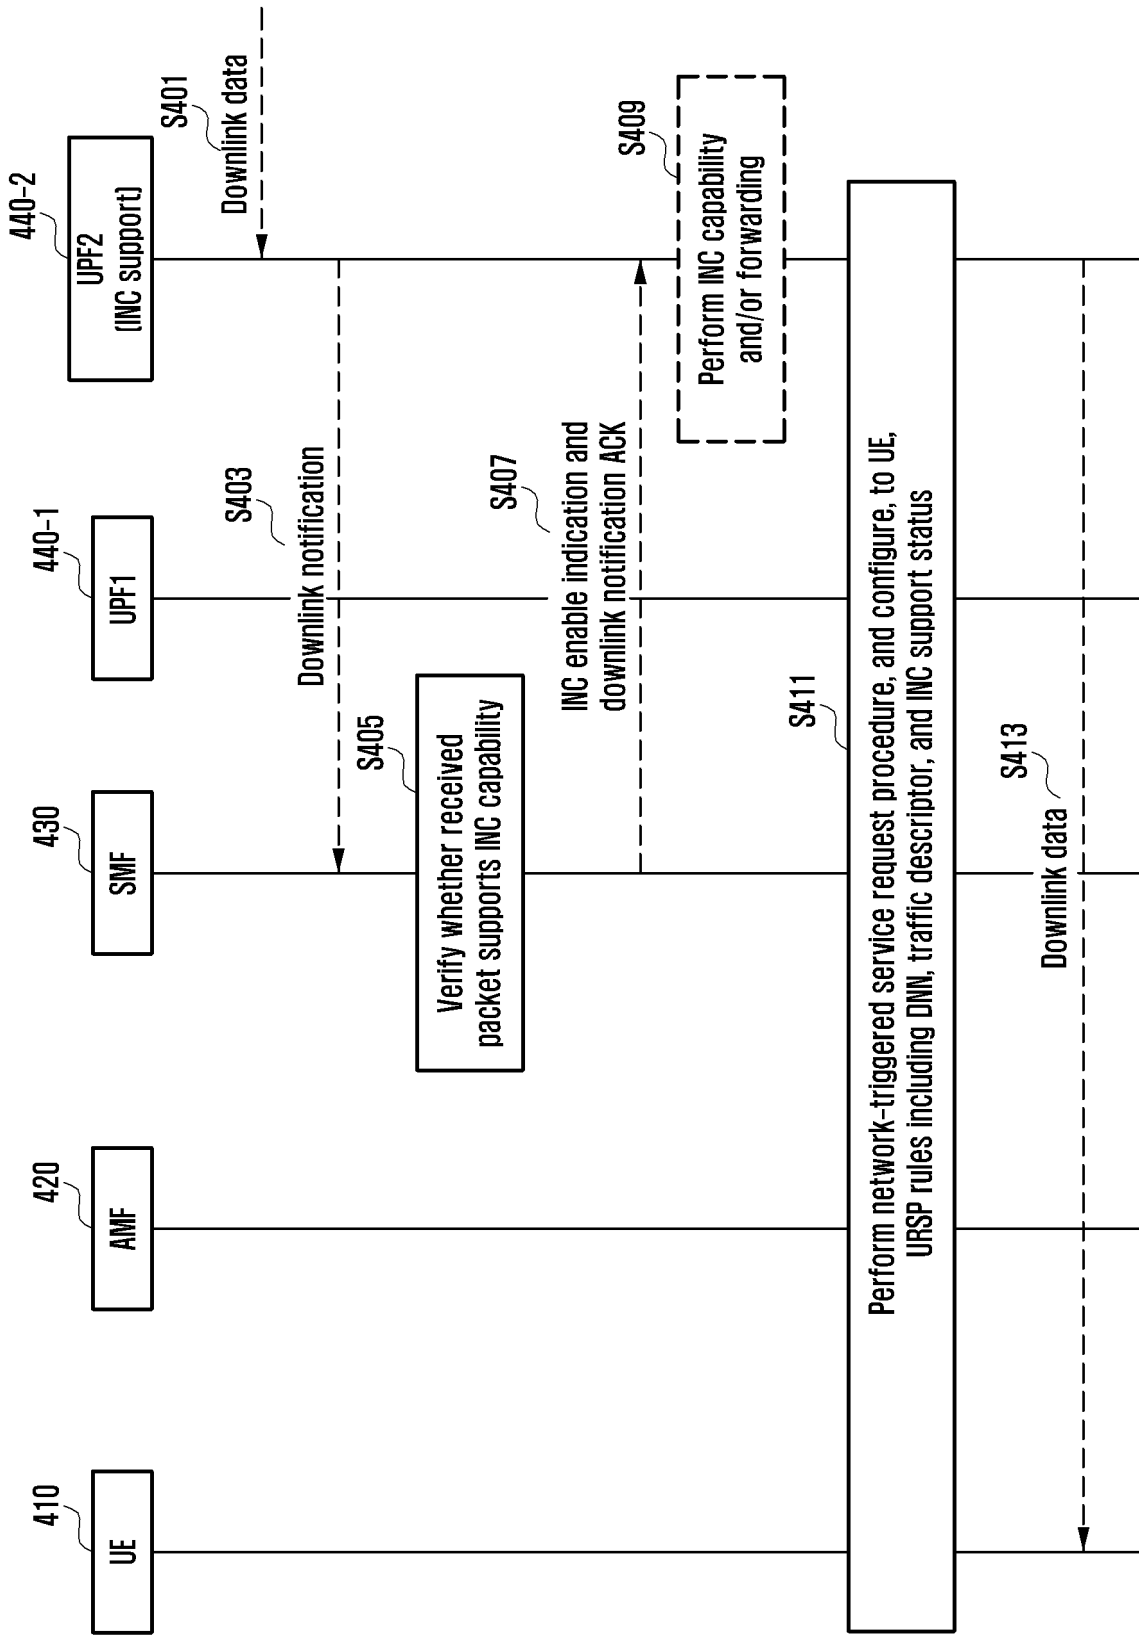 410
UE
420
AMF
430
SMF
440-1
UPF1
440-2
UPF2
(INC support)
S401
Downlink data
S403
Downlink notification
S405
Verify whether received
packet supports INC capability
S407
INC enable indication and
downlink notification ACK
S409
Perform INC capability
and/or forwarding
S411
Perform network-triggered service request procedure, and configure, to UE,
URSP rules including DNN, traffic descriptor, and INC support status
S413
Downlink data